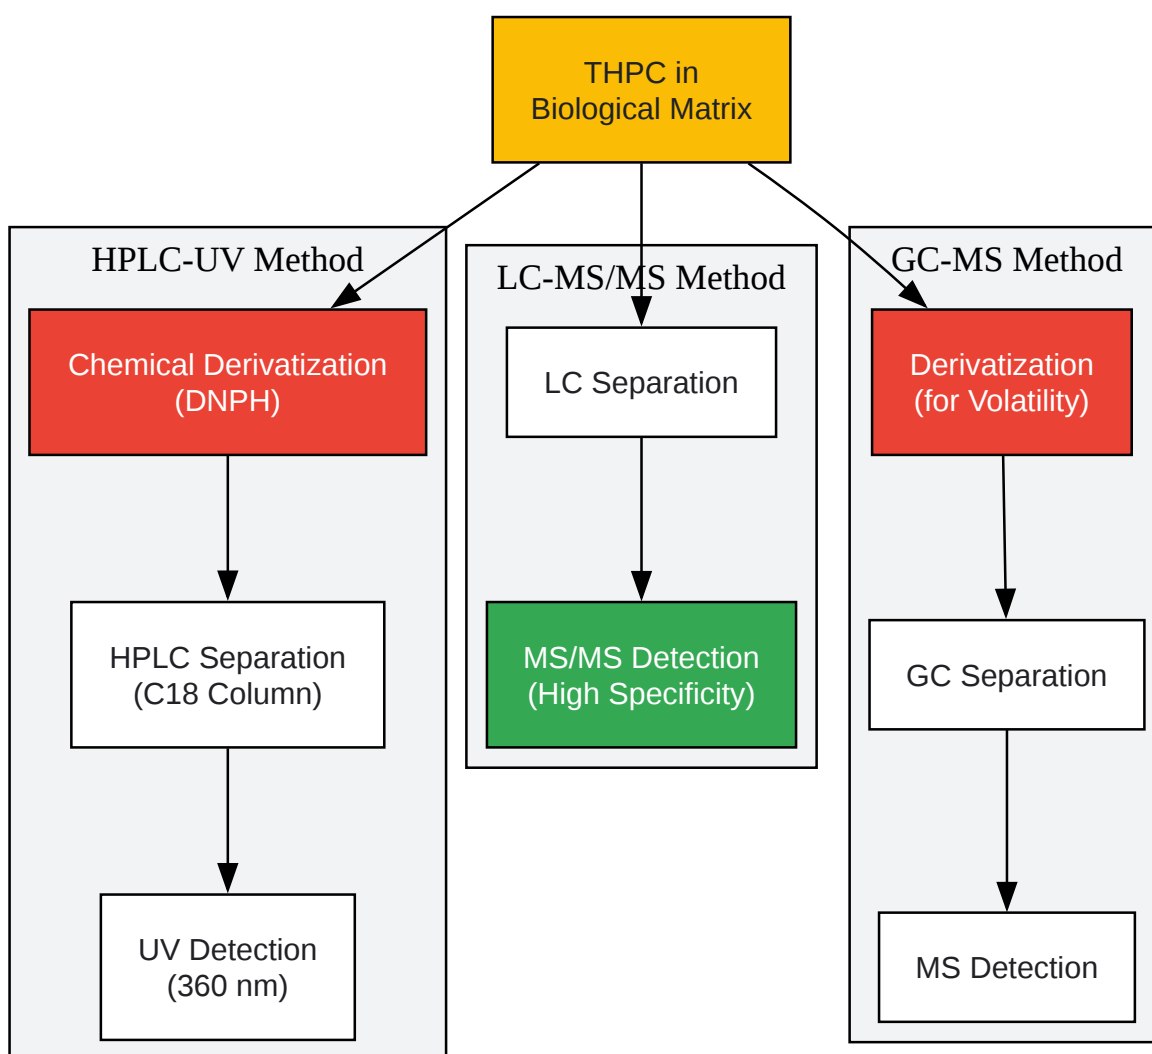 THPC in
Biological Matrix
HPLC-UV Method
Chemical Derivatization
(DNPH)
HPLC Separation
(C18 Column)
UV Detection
(360 nm)
LC-MS/MS Method
LC Separation
MS/MS Detection
(High Specificity)
GC-MS Method
Derivatization
(for Volatility)
GC Separation
MS Detection